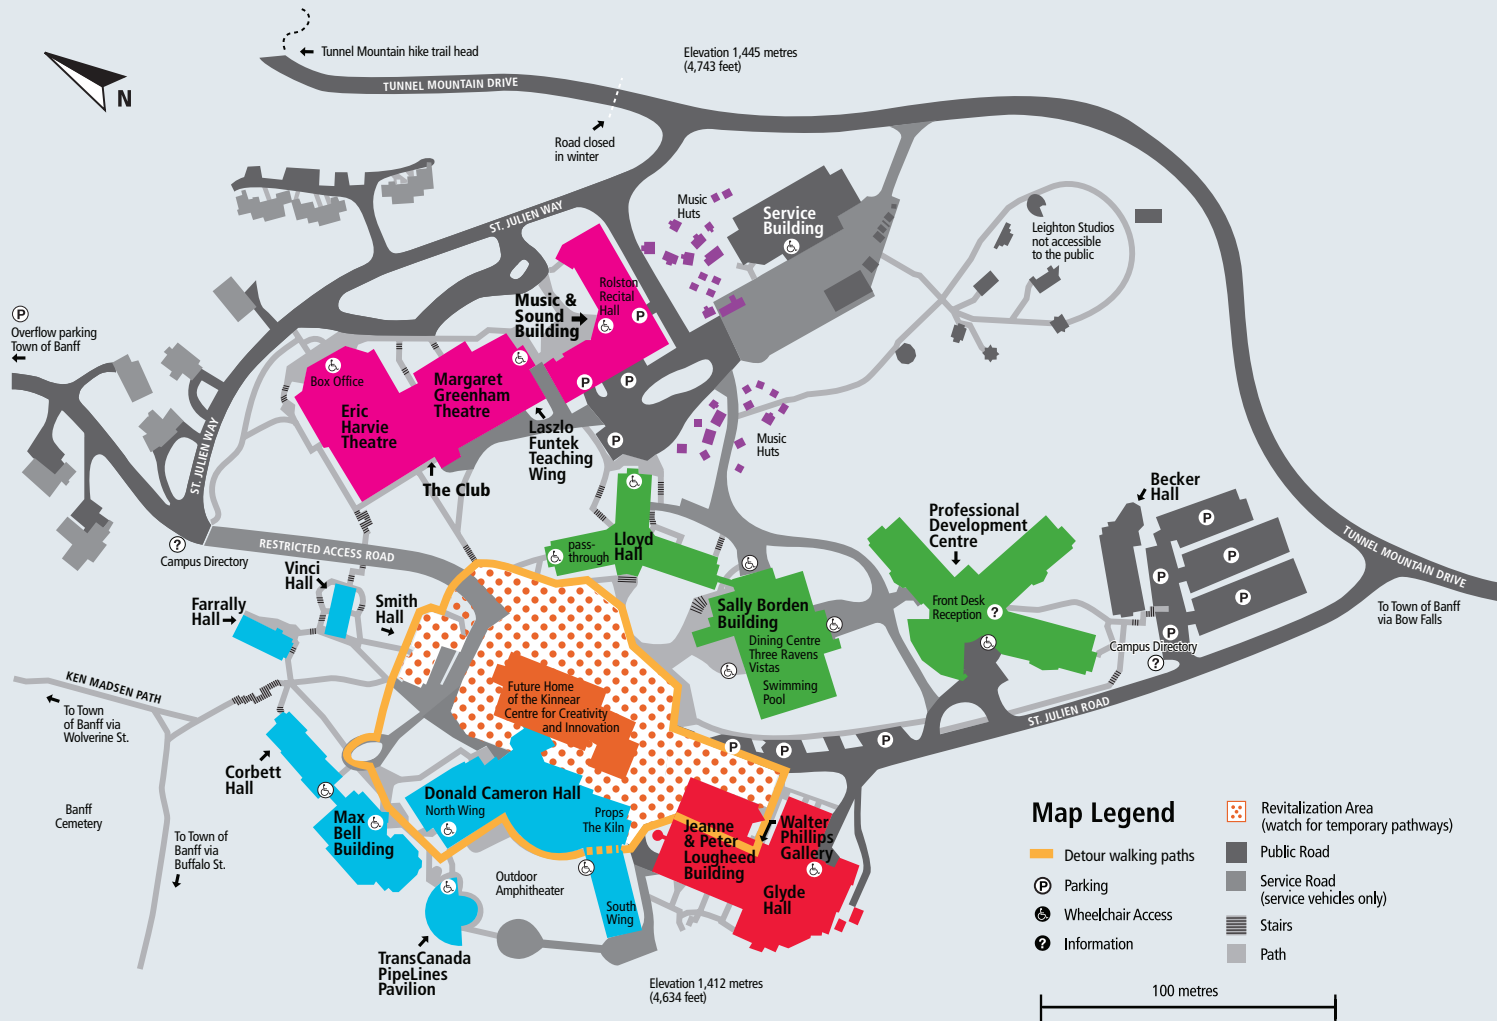 Tunnel Mountain hike trail head
Elevation 1,445 metres
(4,743 feet)
TUNNEL MOUNTAIN DRIVE
N
Road closed
in winter
Music
Huts
Service
Building
Leighton Studios
not accessible
to the public
ST. JULIEN WAY
Rolston
Recital
Hall
Music &
Sound
Building
P
P
Overflow parking
Town of Banff
Box Office
Margaret
Greenham
Theatre
P
P
Eric
Harvie
Theatre
Laszlo
Funtek
Teaching
Wing
P
Music
Huts
ST. JULIEN WAY
The Club
Becker
Hall
Professional
Development
Centre
P
P
P
P
P
TUNNEL MOUNTAIN DRIVE
RESTRICTED ACCESS ROAD
?
Campus Directory
pass-
through
Lloyd
Hall
Vinci
Hall
Farrally
Hall
Smith
Hall
Sally Borden
Building
Dining Centre
Three Ravens
Vistas
Swimming
Pool
Front Desk
Reception
?
To Town of Banff
via Bow Falls
Campus Directory
?
KEN MADSEN PATH
To Town
of Banff via
Wolverine St.
Future Home
of the Kinnear
Centre for Creativity
and Innovation
ST. JULIEN ROAD
P
P
P
Corbett
Hall
Donald Cameron Hall
North Wing
Props
The Kiln
Banff
Cemetery
Max
Bell
Building
To Town of
Banff via
Buffalo St.
Jeanne
& Peter
Lougheed
Building
Walter
Phillips
Gallery
Glyde
Hall
Outdoor
Amphitheater
South
Wing
TransCanada
PipeLines
Pavilion
Elevation 1,412 metres
(4,634 feet)
Map Legend
Detour walking paths
P
Parking
Wheelchair Access
?
Information
Revitalization Area
(watch for temporary pathways)
Public Road
Service Road
(service vehicles only)
Stairs
Path
100 metres